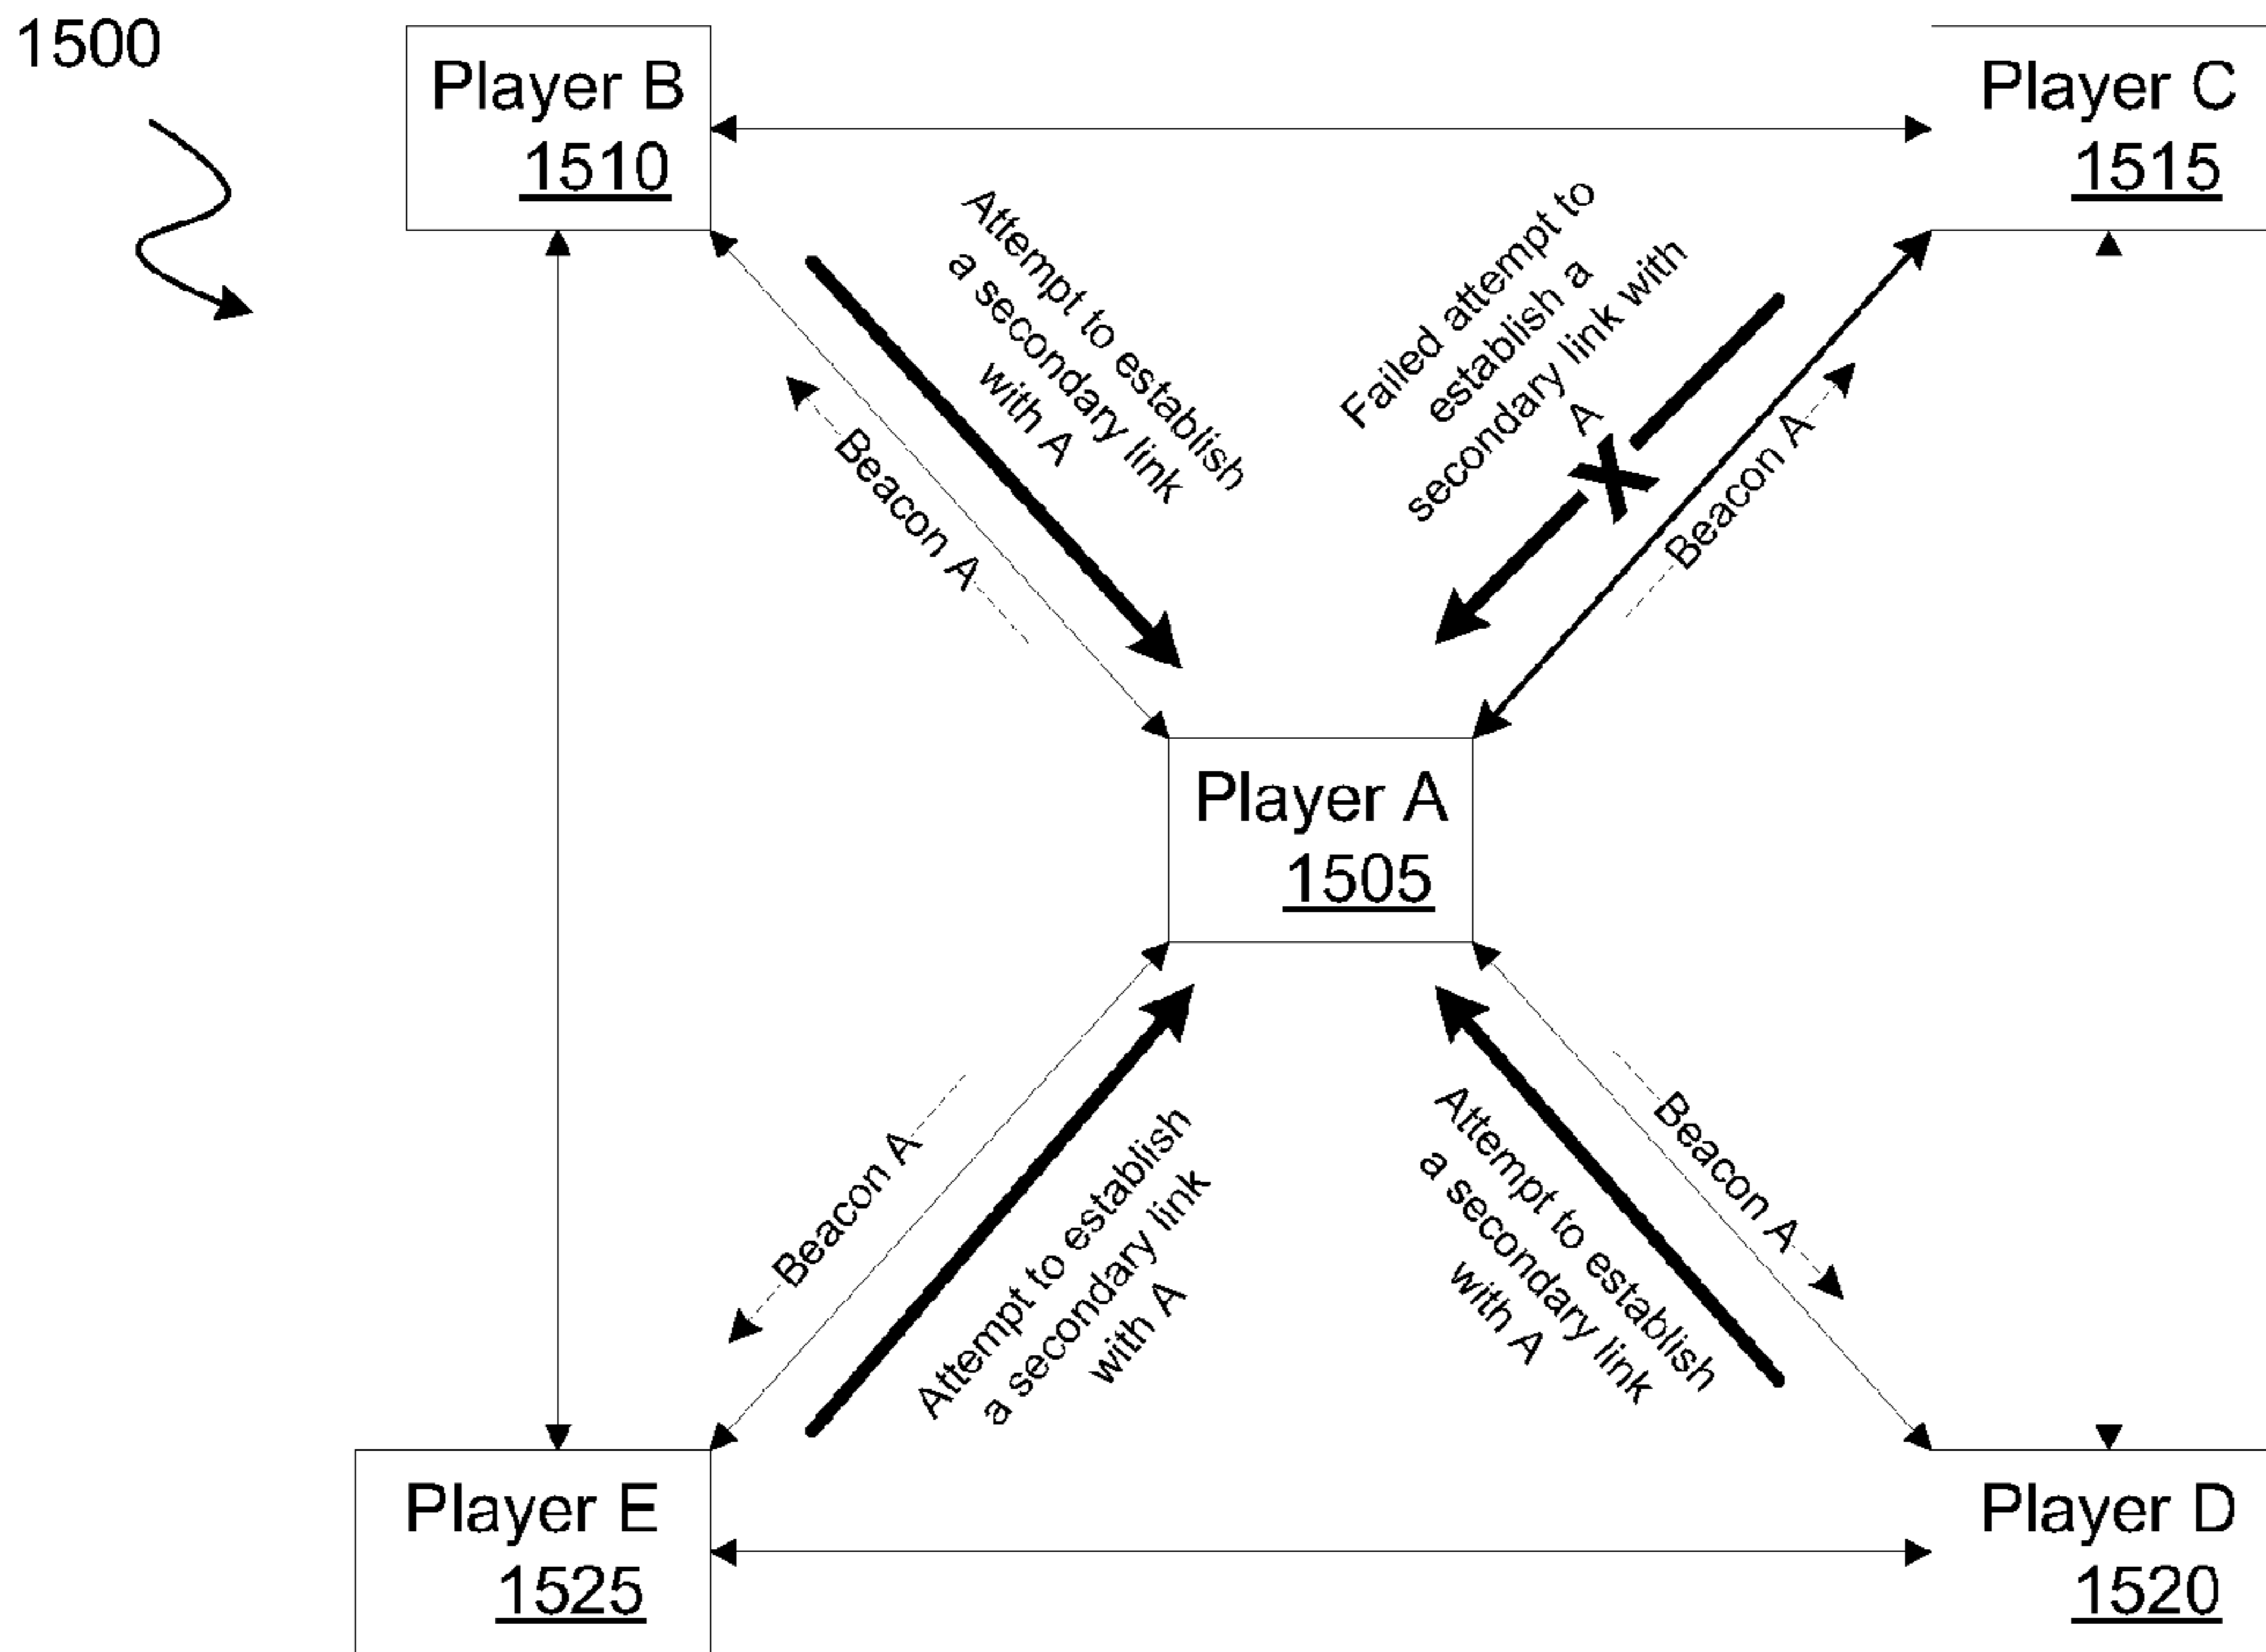 1500
Player B
1510
Player C
1515
Attempt to establish
a secondary link
with A
Failed attempt to
establish a
secondary link with
A
X
Beacon A
Beacon A
Player A
1505
Beacon A
Attempt to establish
a secondary link
with A
Attempt to establish
a secondary link
with A
Beacon A
Player E
1525
Player D
1520